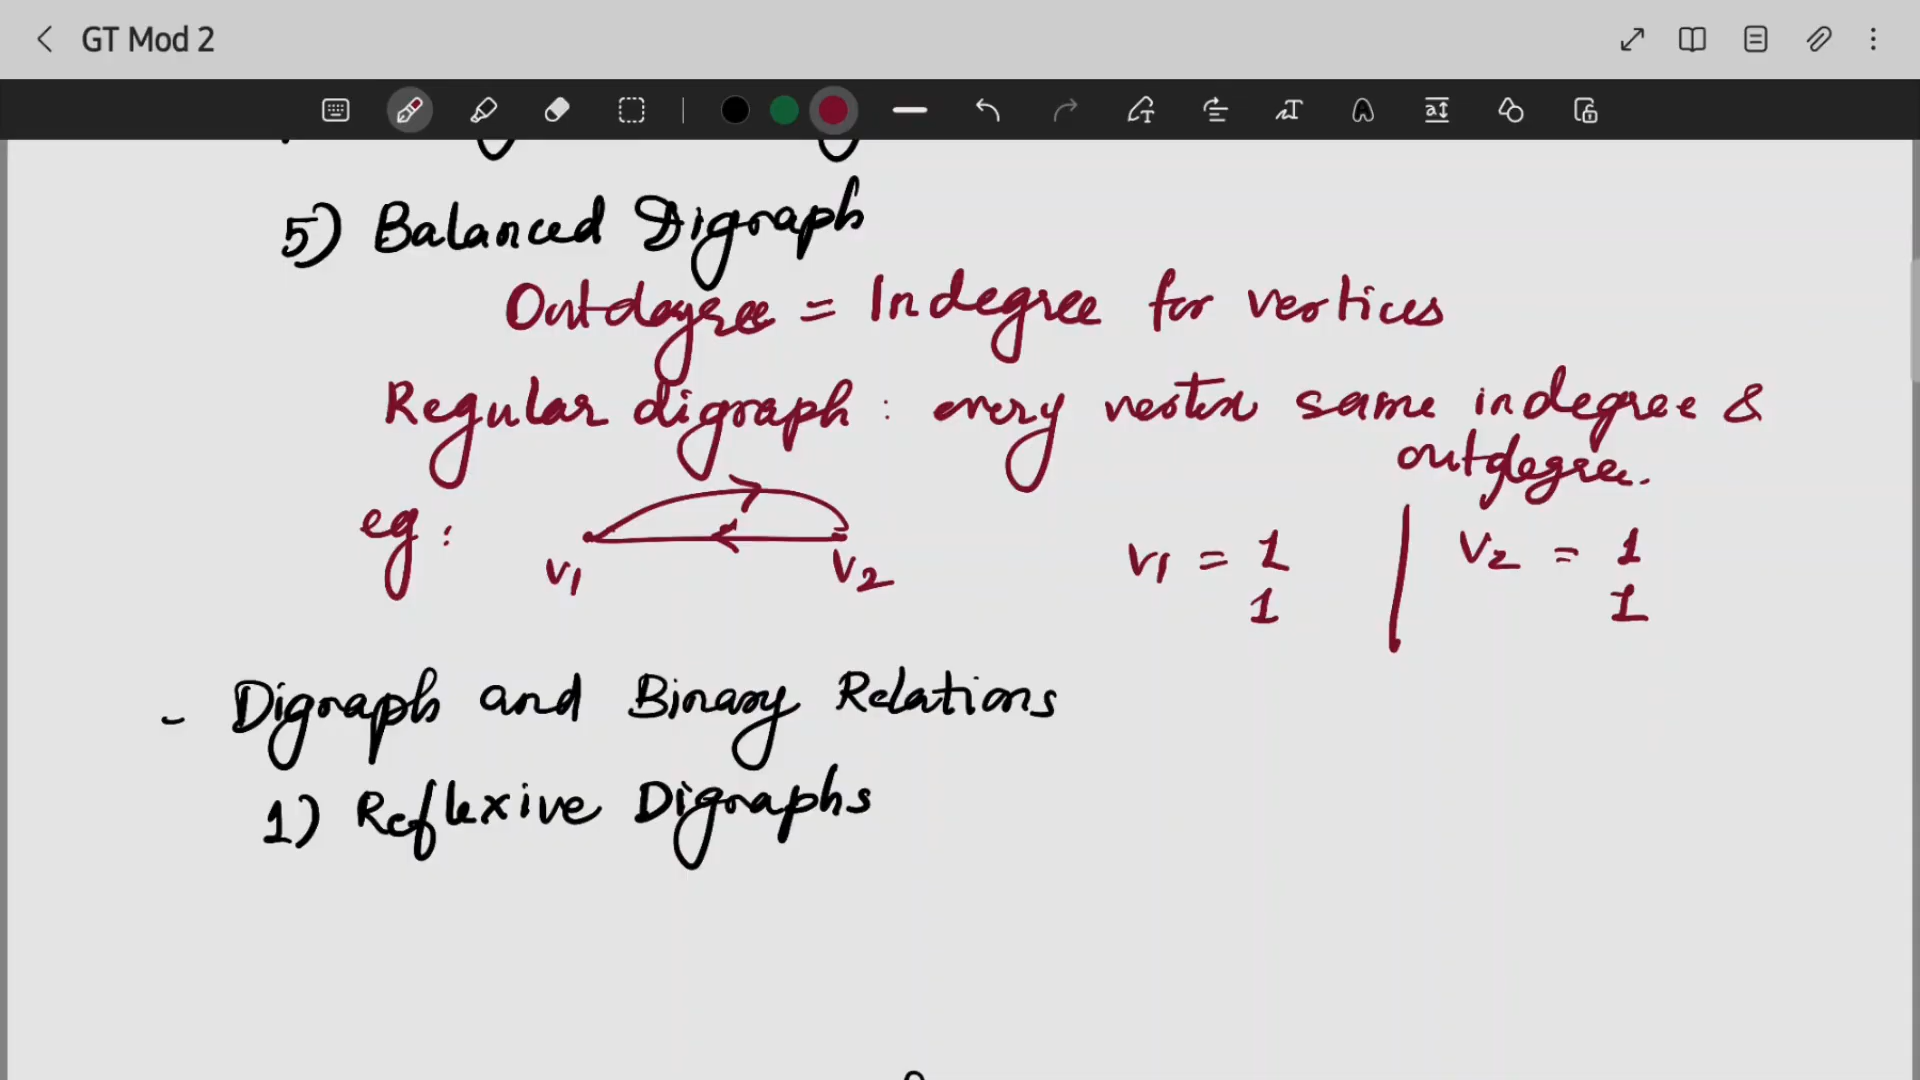 GT Mod 2
5) Balanced Digraph
Outdegree = Indegree for vertices
Regular digraph : every vertex same indegree &
outdegree.
eg :
v1 v2
v1 = 1 | v2 = 1
1 1
- Digraph and Binary Relations
1) Reflexive Digraphs